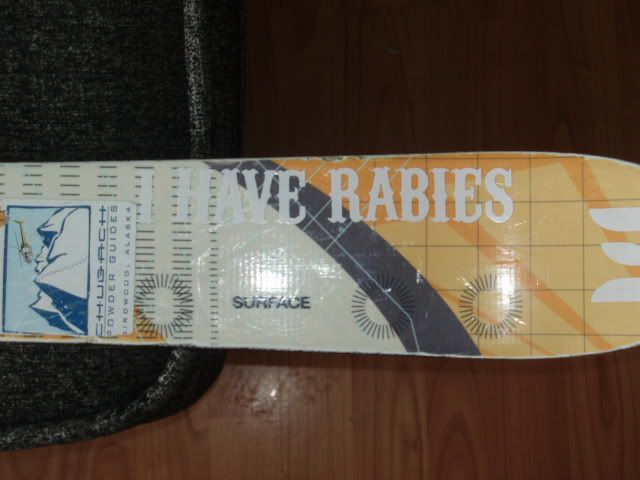 I HAVE RABIES
SURFACE
CHUGACH
POWDER GUIDES
GIRDWOOD, ALASKA